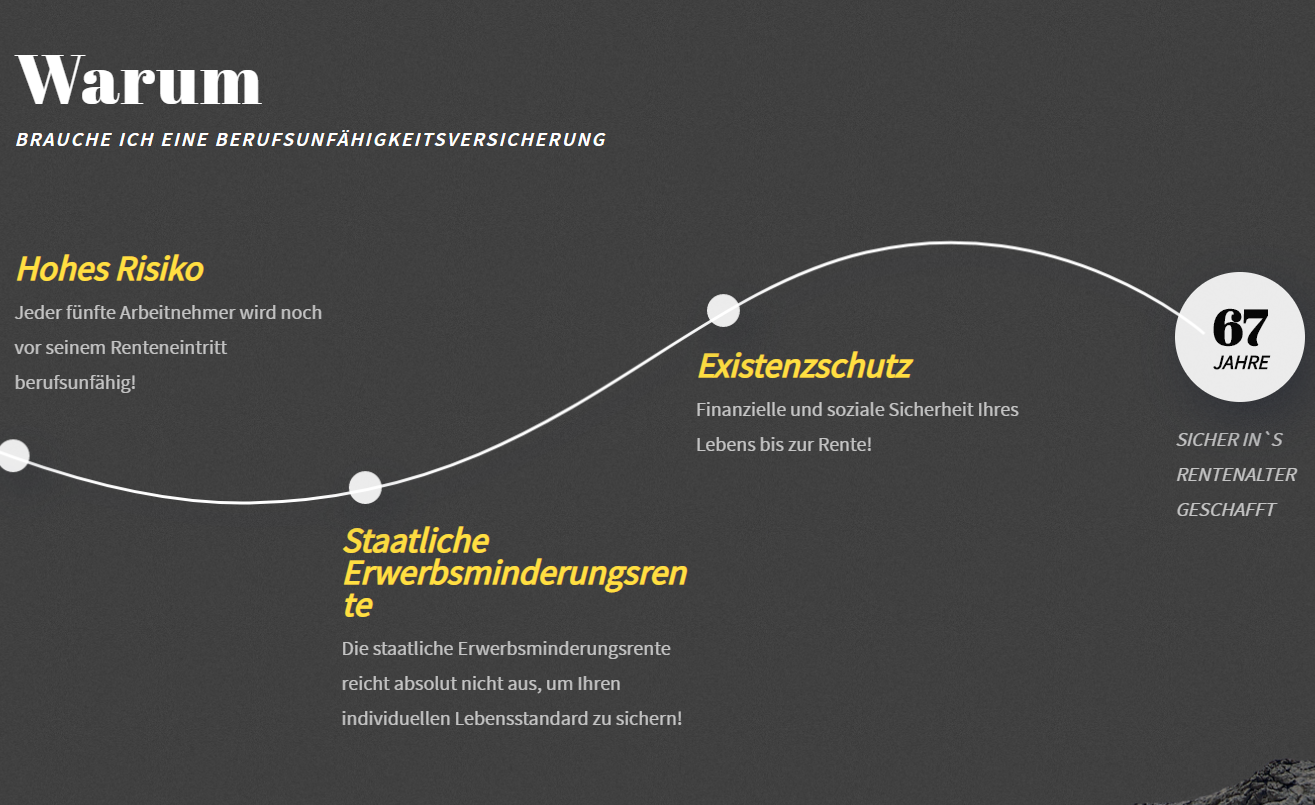 Warum
BRAUCHE ICH EINE BERUFSUNFÄHIGKEITSVERSICHERUNG
Hohes Risiko
Jeder fünfte Arbeitnehmer wird noch
vor seinem Renteneintritt
berufsunfähig!
Staatliche
Erwerbsminderungsren
te
Die staatliche Erwerbsminderungsrente
reicht absolut nicht aus, um Ihren
individuellen Lebensstandard zu sichern!
Existenzschutz
Finanzielle und soziale Sicherheit Ihres
Lebens bis zur Rente!
67
JAHRE
SICHER IN`S
RENTENALTER
GESCHAFFT